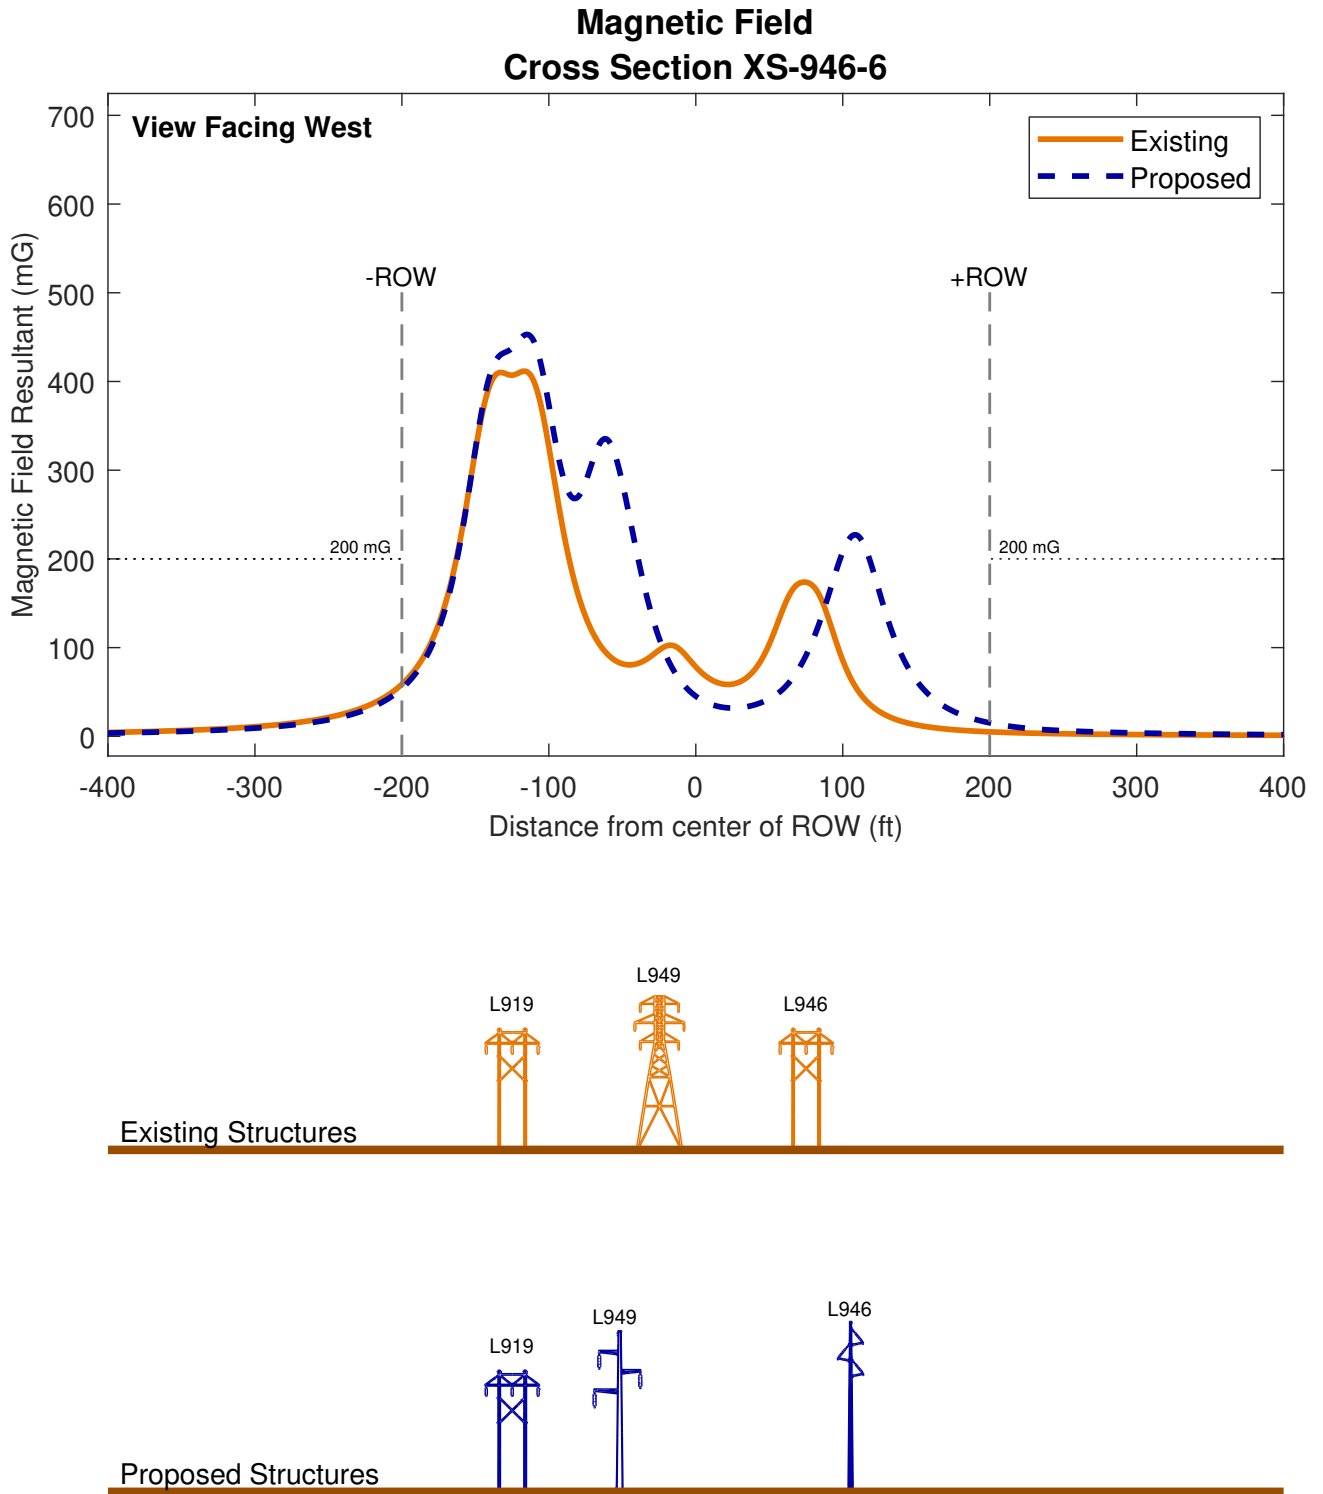 Magnetic Field
Cross Section XS-946-6
View Facing West
Existing
Proposed
700
600
500
400
300
200
100
0
Magnetic Field Resultant (mG)
-ROW
+ROW
200 mG
200 mG
-400
-300
-200
-100
0
100
200
300
400
Distance from center of ROW (ft)
L919
L949
L946
Existing Structures
L919
L949
L946
Proposed Structures